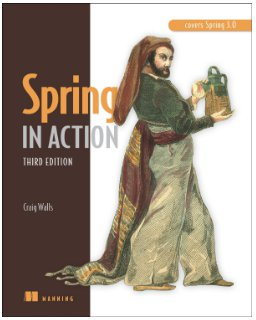 covers Spring 3.0
Spring
IN ACTION
THIRD EDITION
Craig Walls
MANNING